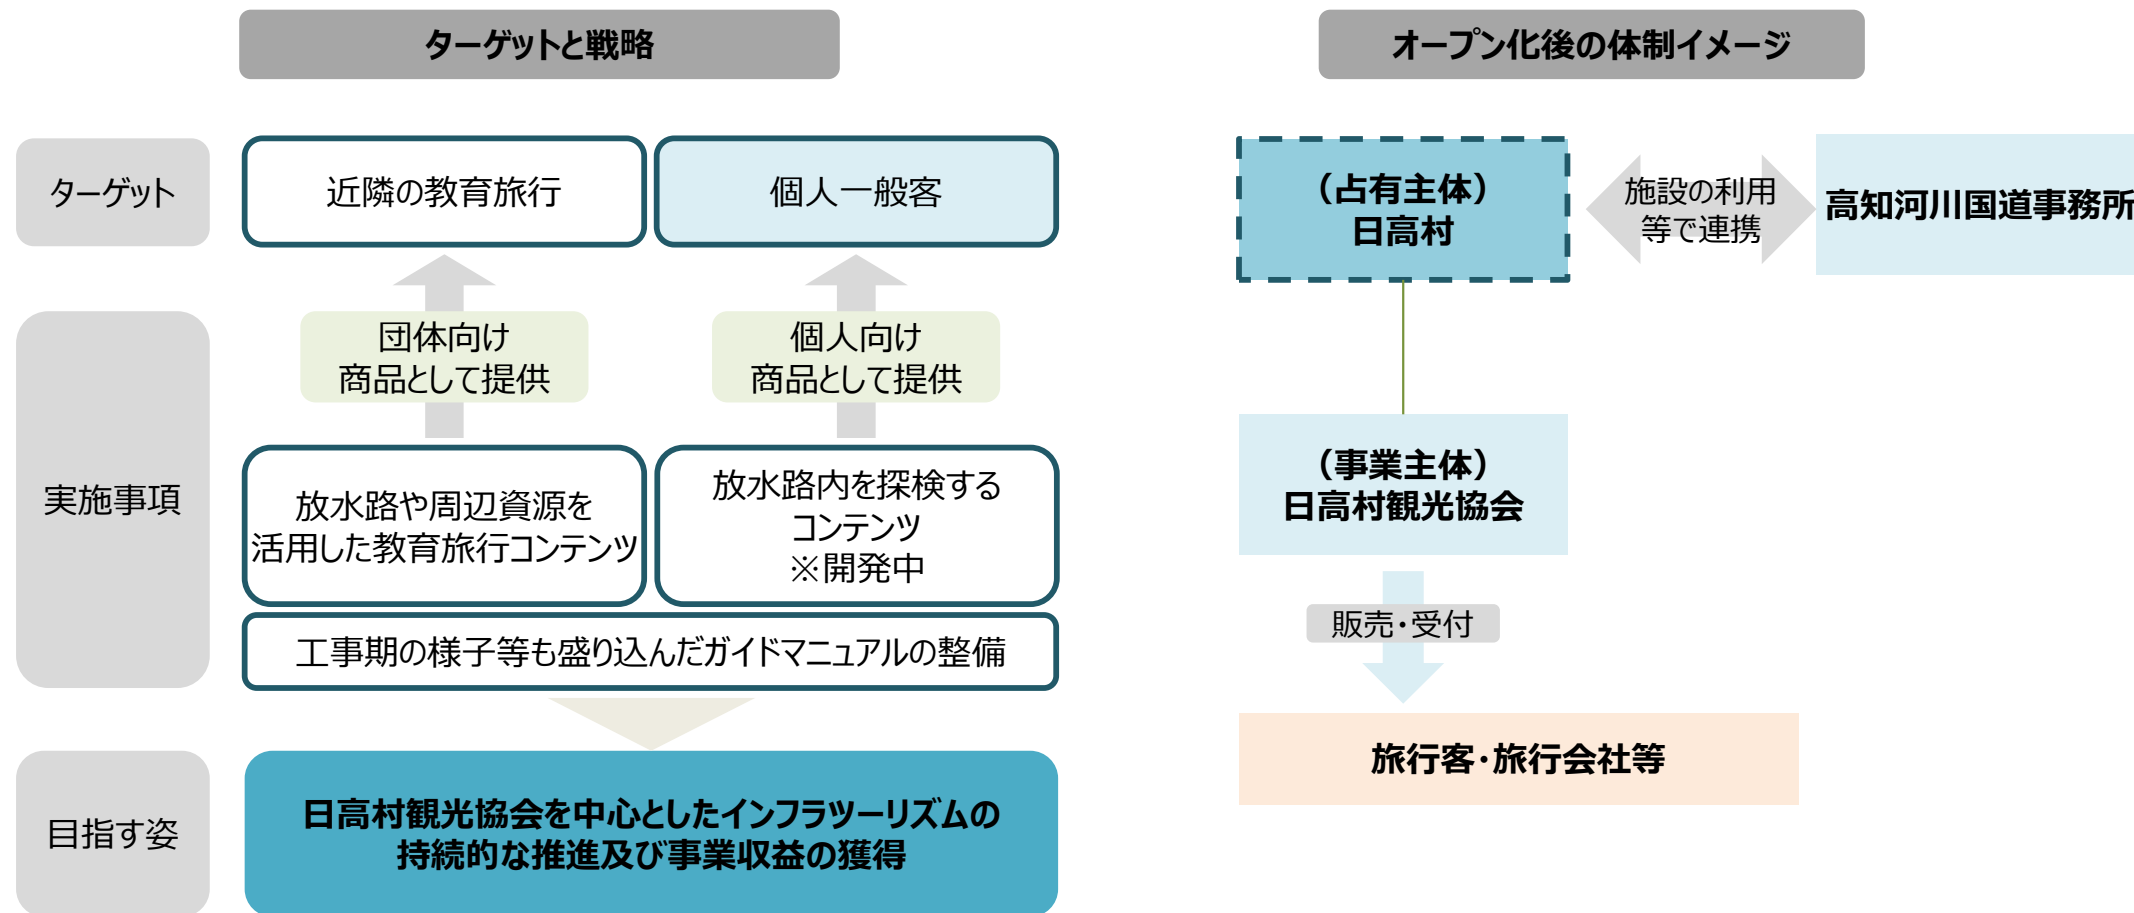 ターゲットと戦略
ターゲット
近隣の教育旅行
個人一般客
団体向け
商品として提供
個人向け
商品として提供
実施事項
放水路や周辺資源を
活用した教育旅行コンテンツ
放水路内を探検する
コンテンツ
※開発中
工事期の様子等も盛り込んだガイドマニュアルの整備
目指す姿
日高村観光協会を中心としたインフラツーリズムの
持続的な推進及び事業収益の獲得
オープン化後の体制イメージ
（占有主体）
日高村
施設の利用
等で連携
高知河川国道事務所
（事業主体）
日高村観光協会
販売・受付
旅行客・旅行会社等